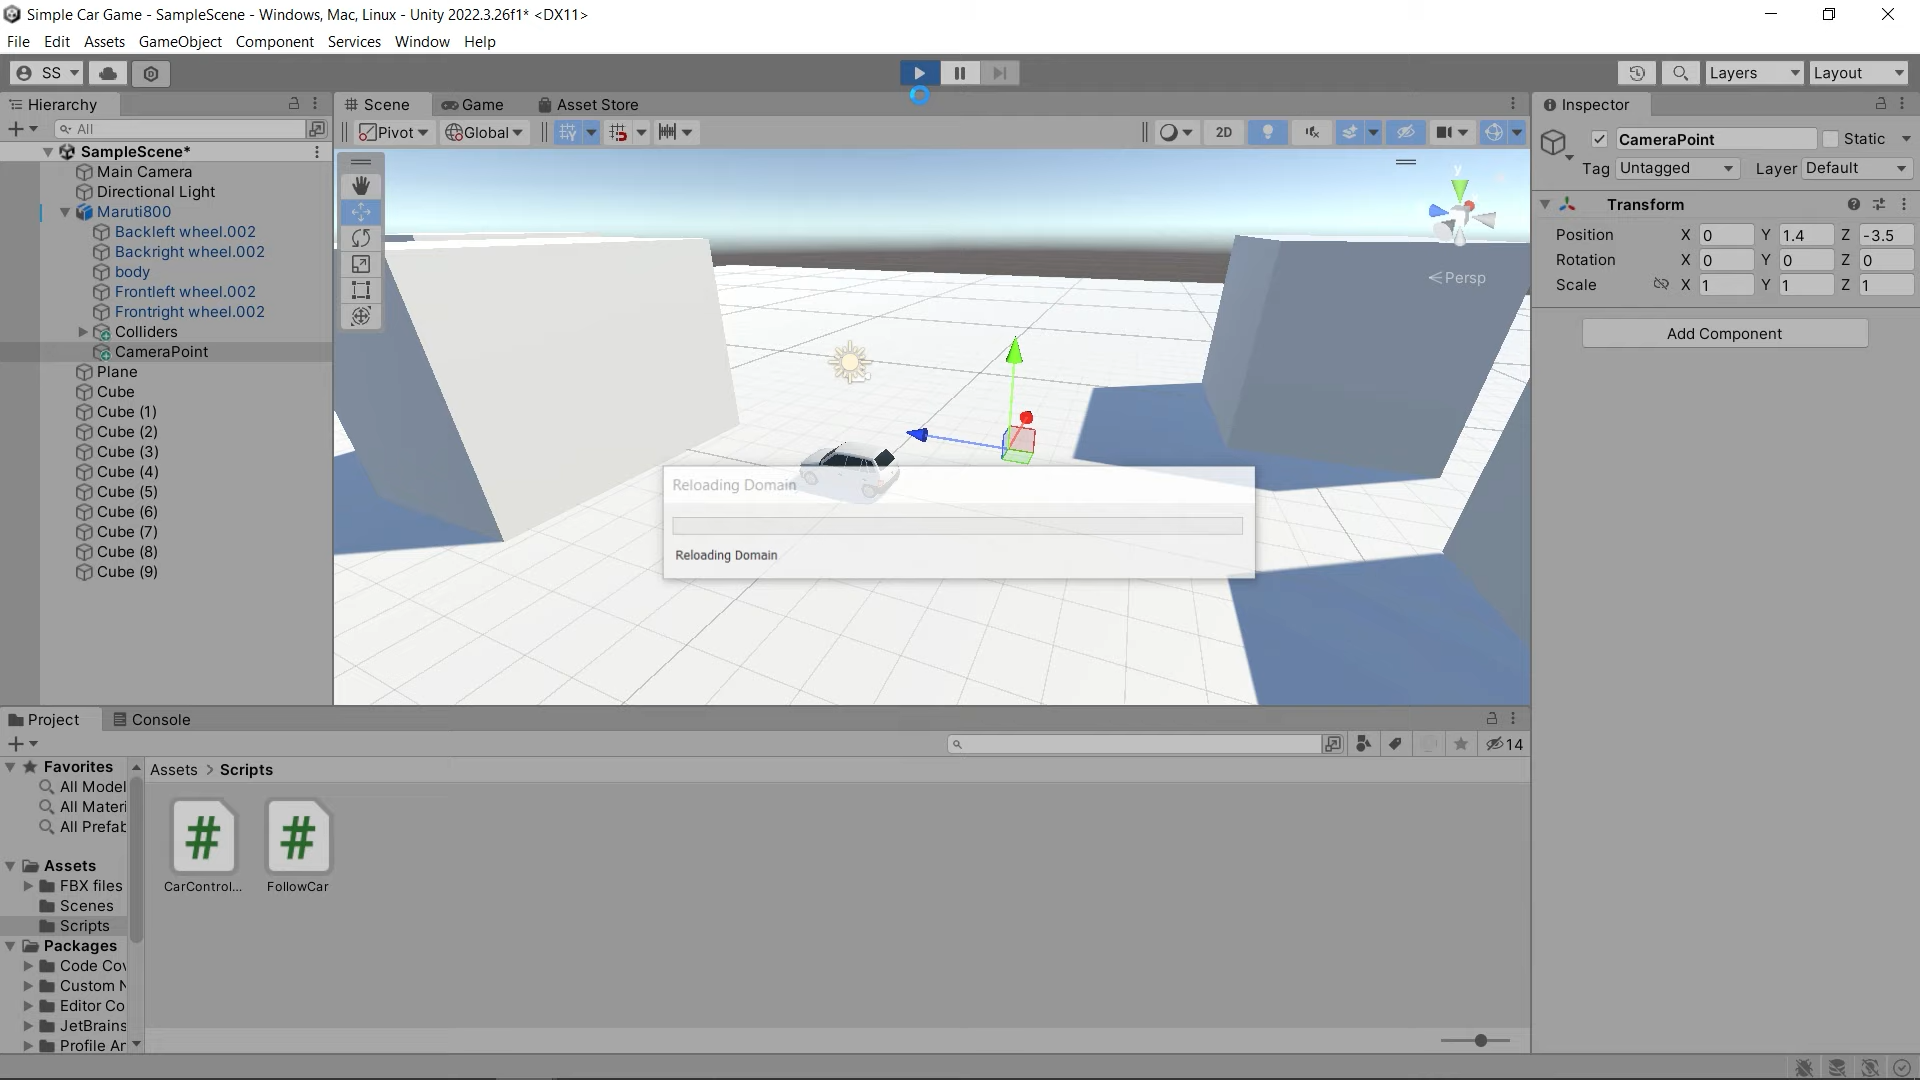 Simple Car Game - SampleScene - Windows, Mac, Linux - Unity 2022.3.26f1* <DX11>
File Edit Assets GameObject Component Services Window Help
SS Layers Layout
Hierarchy
All
SampleScene*
Main Camera
Directional Light
Maruti800
Backleft wheel.002
Backright wheel.002
body
Frontleft wheel.002
Frontright wheel.002
Colliders
CameraPoint
Plane
Cube
Cube (1)
Cube (2)
Cube (3)
Cube (4)
Cube (5)
Cube (6)
Cube (7)
Cube (8)
Cube (9)
Scene Game Asset Store
Pivot Global 2D
y
Persp
Reloading Domain
Reloading Domain
Inspector
CameraPoint Static
Tag Untagged Layer Default
Transform
Position X 0 Y 1.4 Z -3.5
Rotation X 0 Y 0 Z 0
Scale X 1 Y 1 Z 1
Add Component
Project Console
14
Favorites
All Model
All Materi
All Prefab
Assets
FBX files
Scenes
Scripts
Packages
Code Cov
Custom N
Editor Co
JetBrains
Profile An
Assets > Scripts
CarControl...
FollowCar